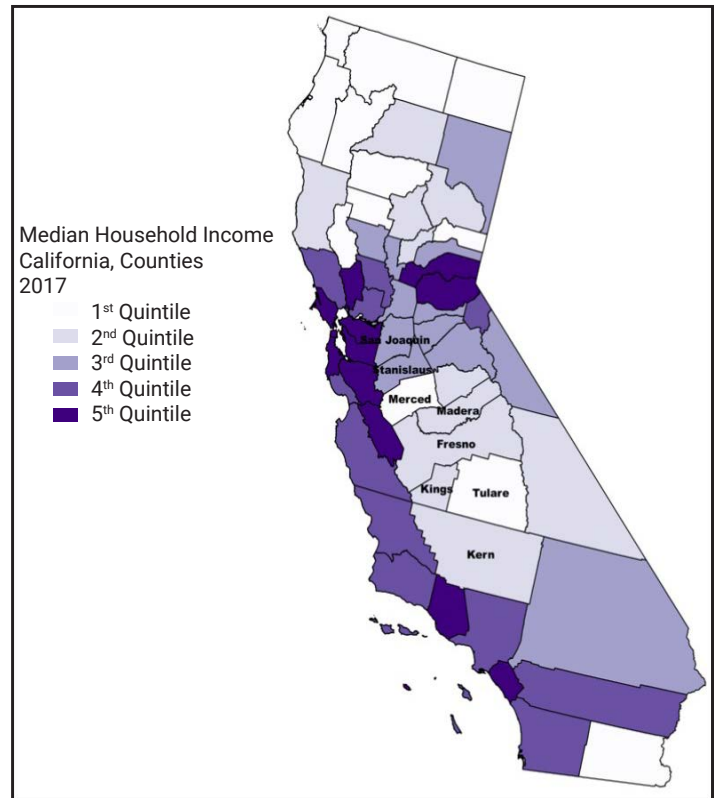 Median Household Income
California, Counties
2017
1st Quintile
2nd Quintile
3rd Quintile
4th Quintile
5th Quintile
San Joaquin
Stanislaus
Merced
Madera
Fresno
Kings
Tulare
Kern